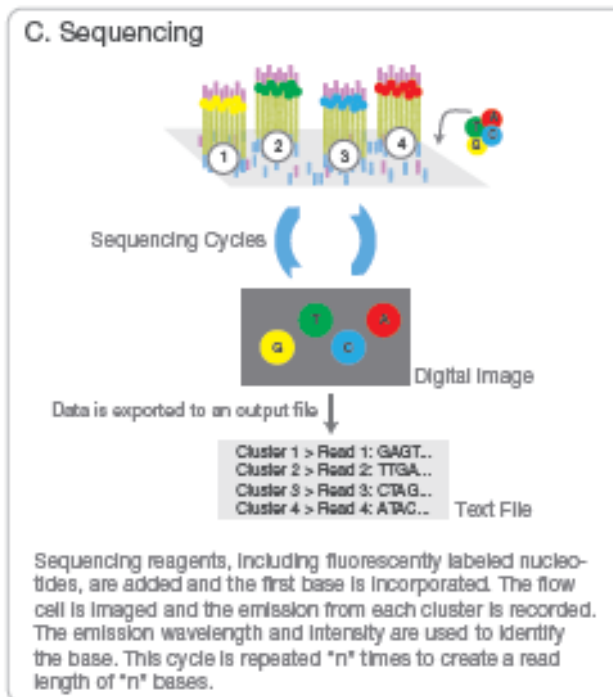 C. Sequencing
1
2
3
4
A
C
G
Sequencing Cycles
T
A
G
C
Digital Image
Data is exported to an output file
Cluster 1 > Read 1: GAGT...
Cluster 2 > Read 2: TTGA...
Cluster 3 > Read 3: CTAG...
Cluster 4 > Read 4: ATAC...
Text File
Sequencing reagents, including fluorescently labeled nucleo-
tides, are added and the first base is incorporated. The flow
cell is imaged and the emission from each cluster is recorded.
The emission wavelength and intensity are used to identify
the base. This cycle is repeated "n" times to create a read
length of "n" bases.